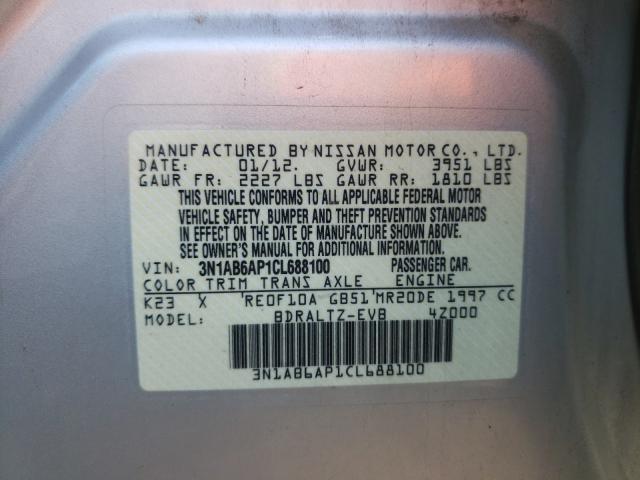 MANUFACTURED BY NISSAN MOTOR CO., LTD.
DATE: 01/12. GVWR: 3951 LBS
GAWR FR: 2227 LBS GAWR RR: 1810 LBS
THIS VEHICLE CONFORMS TO ALL APPLICABLE FEDERAL MOTOR
VEHICLE SAFETY, BUMPER AND THEFT PREVENTION STANDARDS
IN EFFECT ON THE DATE OF MANUFACTURE SHOWN ABOVE.
SEE OWNER'S MANUAL FOR ADDITIONAL INFORMATION.
VIN: 3N1AB6AP1CL688100 PASSENGER CAR.
COLOR TRIM TRANS AXLE ENGINE
K23 X RE0F10A GB51 MR20DE 1997 CC
MODEL: BDRALTZ-EVB 4Z000
3N1AB6AP1CL688100